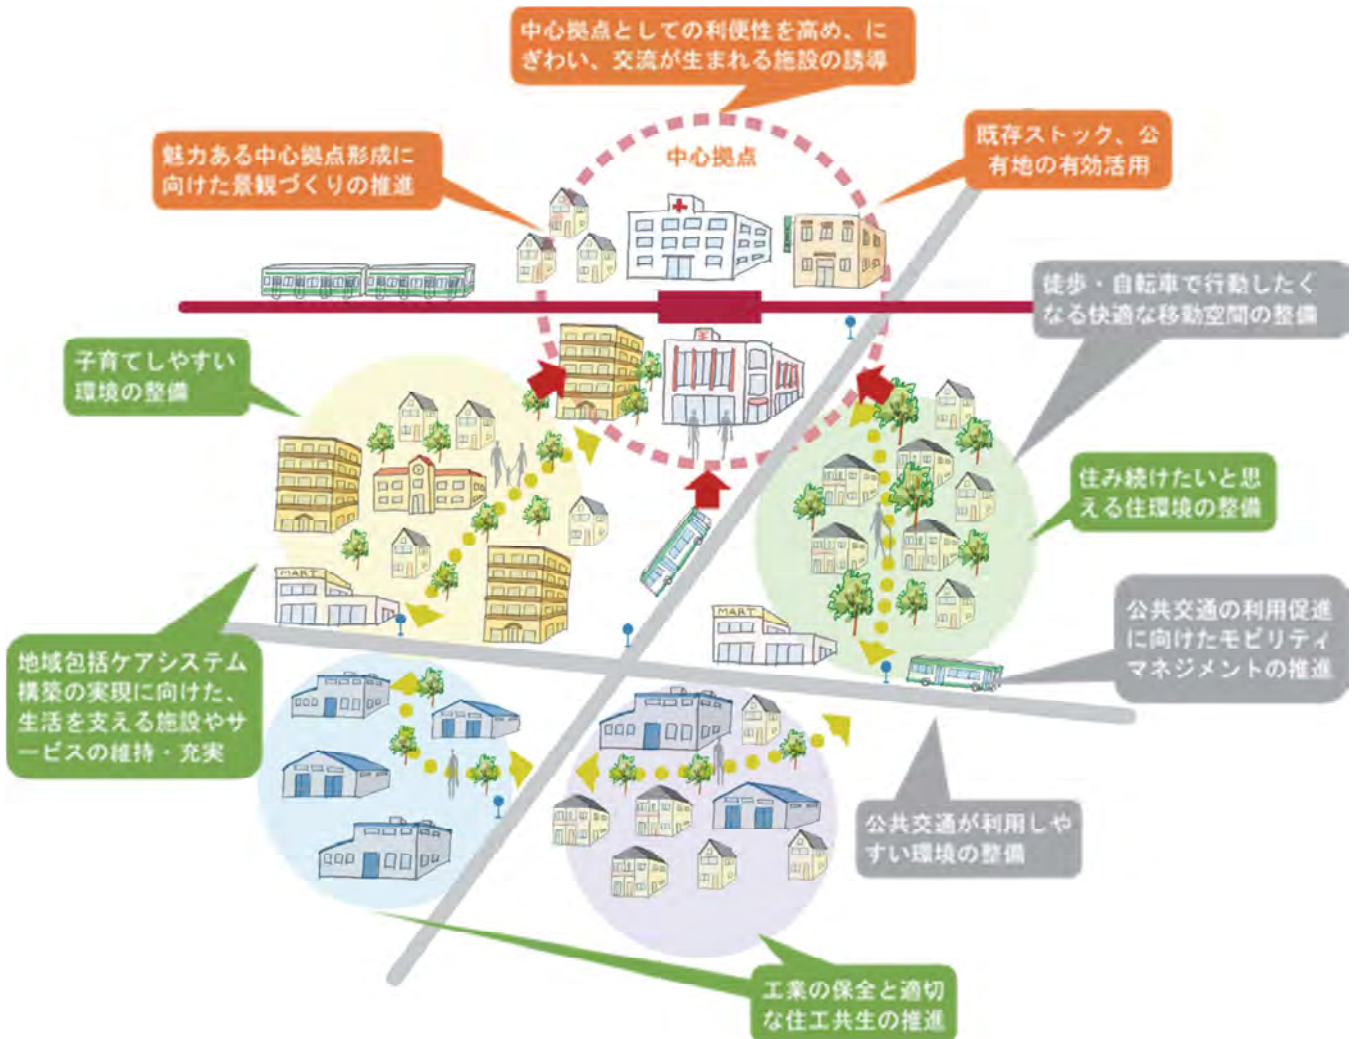 中心拠点としての利便性を高め、に
ぎわい、交流が生まれる施設の誘導
魅力ある中心拠点形成に
向けた景観づくりの推進
中心拠点
既存ストック、公
有地の有効活用
徒歩・自転車で行動したく
なる快適な移動空間の整備
子育てしやすい
環境の整備
住み続けたいと思
える住環境の整備
MART
MART
公共交通の利用促進
に向けたモビリティ
マネジメントの推進
地域包括ケアシステム
構築の実現に向けた、
生活を支える施設やサ
ービスの維持・充実
公共交通が利用しや
すい環境の整備
工業の保全と適切
な住工共生の推進